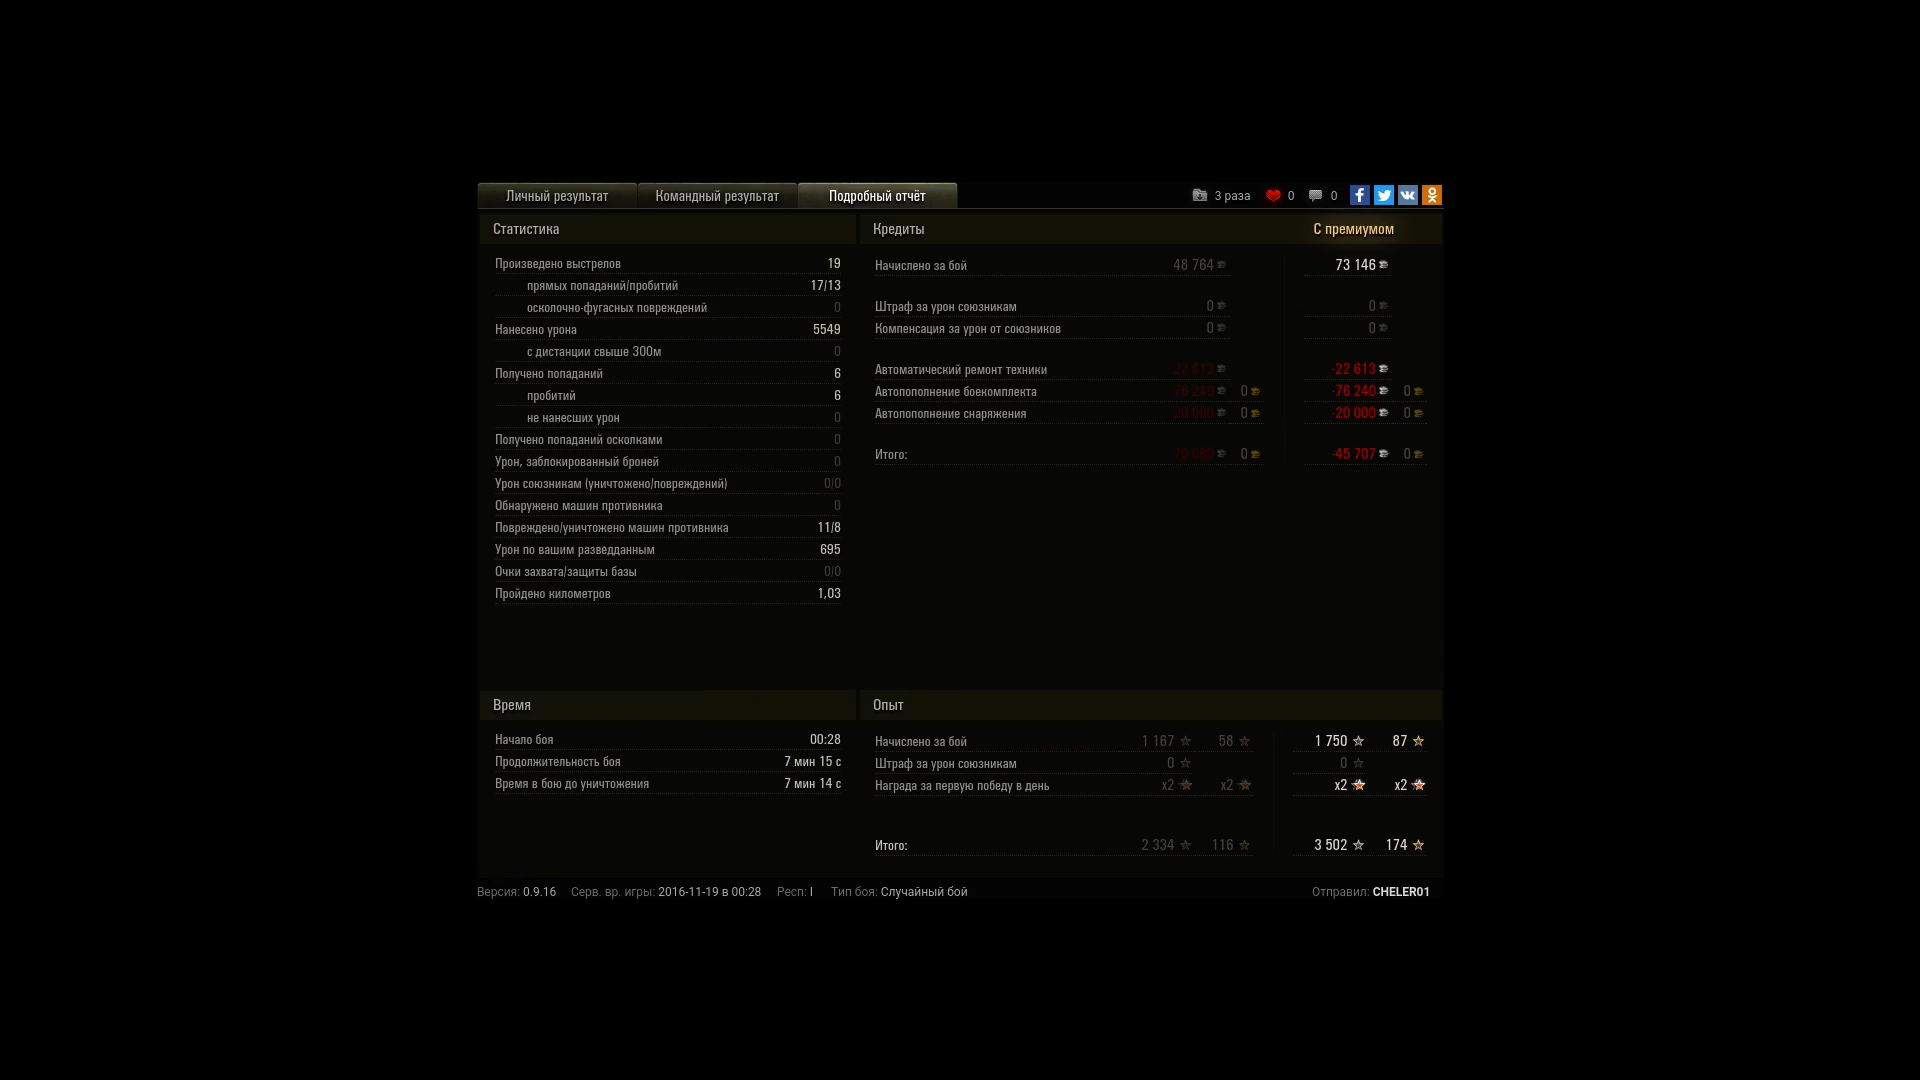 Личный результат Командный результат Подробный отчёт 3 раза 0 0
Статистика
Произведено выстрелов 19
прямых попаданий/пробитий 17/13
осколочно-фугасных повреждений 0
Нанесено урона 5549
с дистанции свыше 300м 0
Получено попаданий 6
пробитий 6
не нанесших урон 0
Получено попаданий осколками 0
Урон, заблокированный броней 0
Урон союзникам (уничтожено/повреждений) 0/0
Обнаружено машин противника 0
Повреждено/уничтожено машин противника 11/8
Урон по вашим разведданным 695
Очки захвата/защиты базы 0/0
Пройдено километров 1,03
Кредиты С премиумом
Начислено за бой 48 764 73 146
Штраф за урон союзникам 0 0
Компенсация за урон от союзников 0 0
Автоматический ремонт техники -22 613 -22 613
Автопополнение боекомплекта -76 240 0 -76 240 0
Автопополнение снаряжения -20 000 0 -20 000 0
Итого: 0 -45 707 0
Время
Начало боя 00:28
Продолжительность боя 7 мин 15 с
Время в бою до уничтожения 7 мин 14 с
Опыт
Начислено за бой 1 167 58 1 750 87
Штраф за урон союзникам 0 0
Награда за первую победу в день x2 x2 x2 x2
Итого: 2 334 116 3 502 174
Версия: 0.9.16 Серв. вр. игры: 2016-11-19 в 00:28 Респ: I Тип боя: Случайный бой Отправил: CHELER01